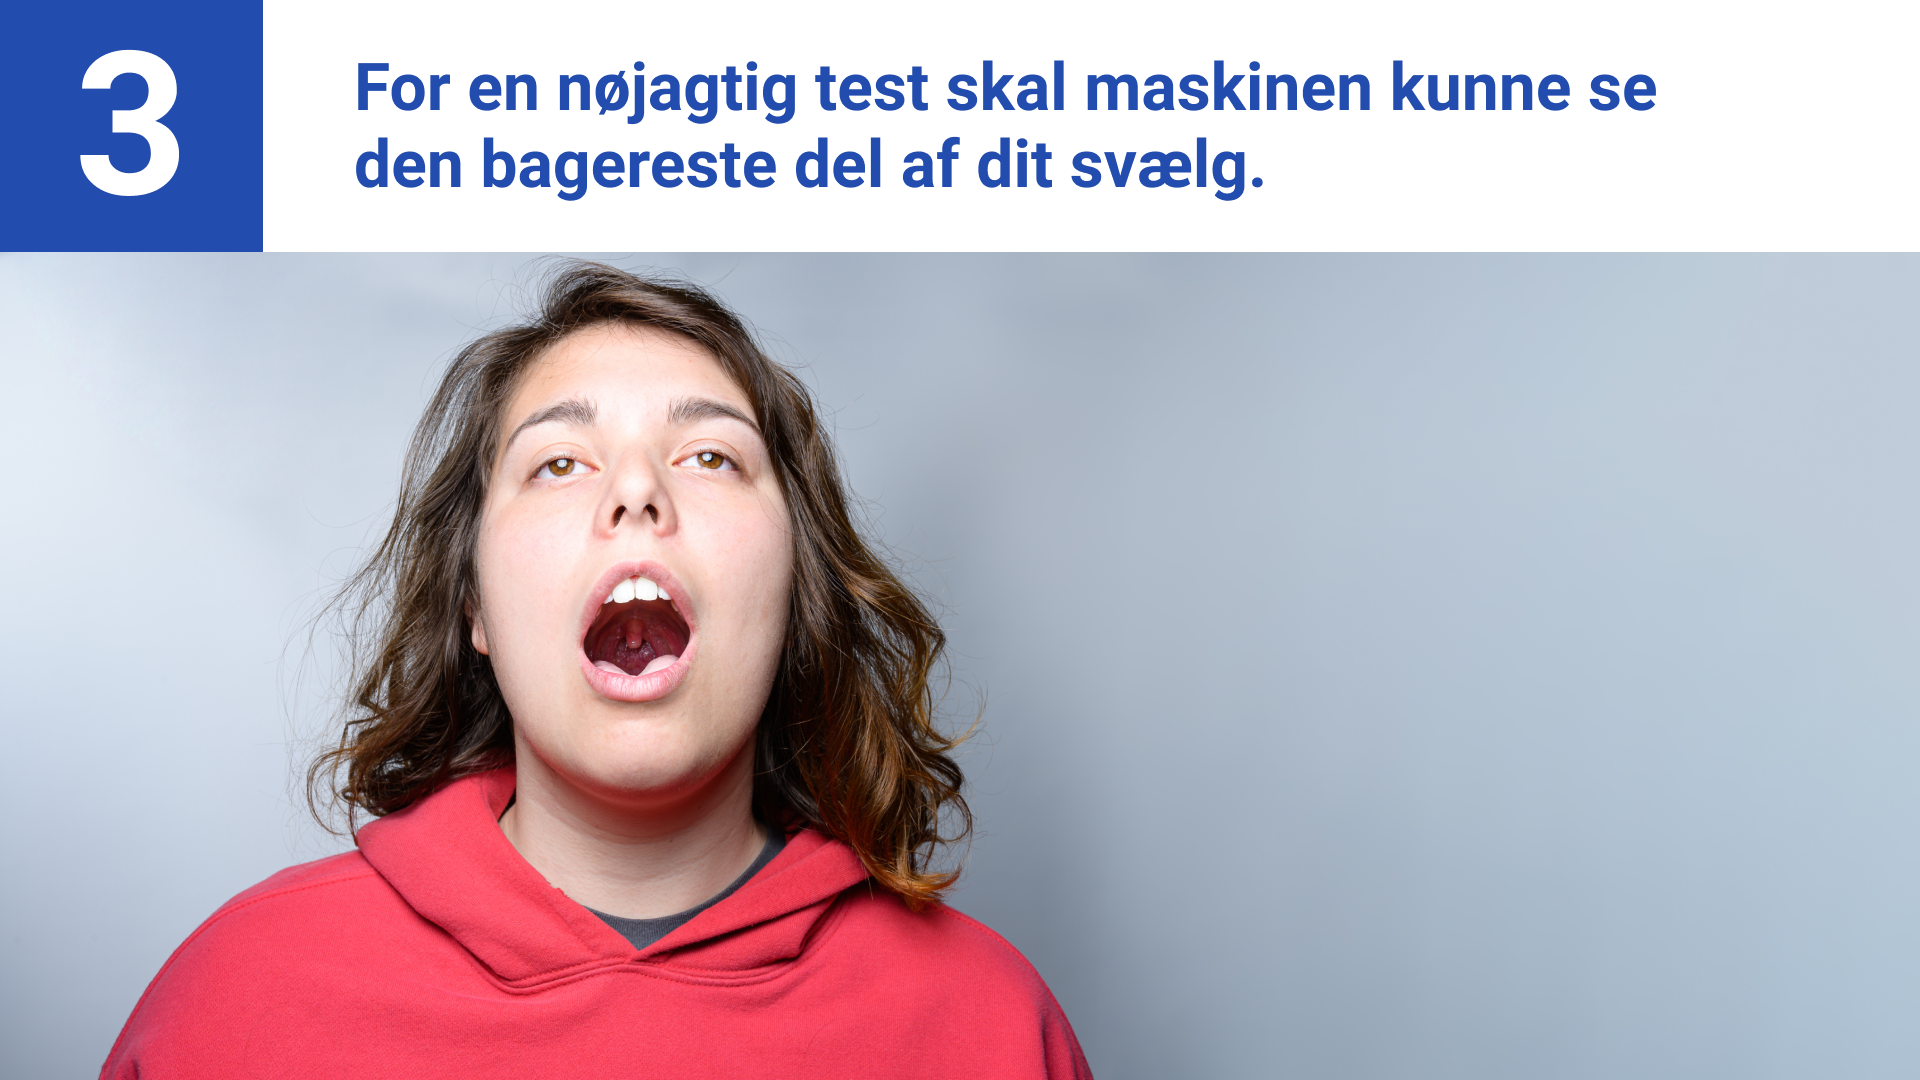 3
For en nøjagtig test skal maskinen kunne se
den bagereste del af dit svælg.